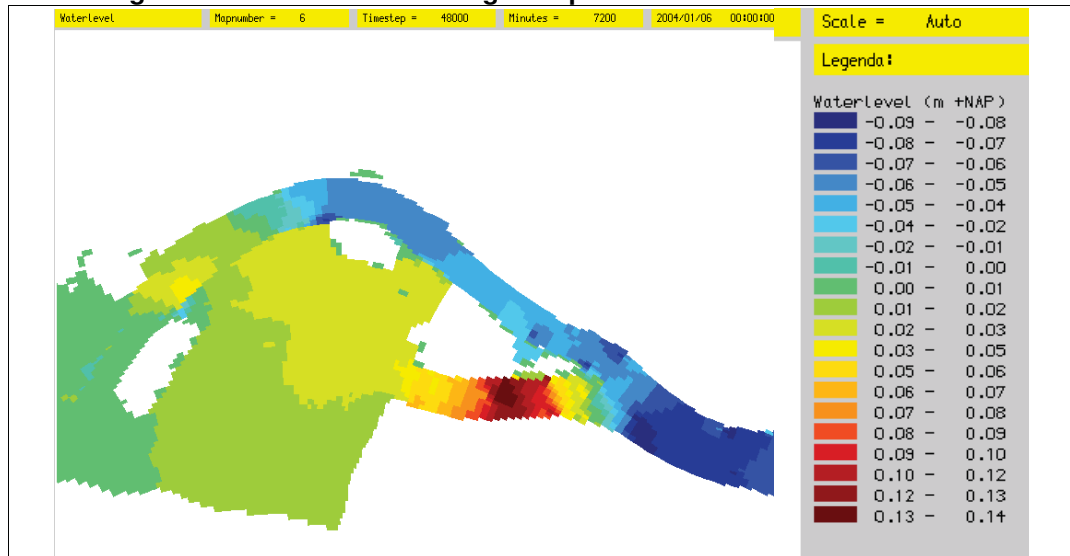 Waterlevel Mapnumber = 6 Timestep = 48000 Minutes = 7200 2004/01/06 00:00:00
Scale = Auto
Legenda:
Waterlevel (m +NAP)
-0.09 - -0.08
-0.08 - -0.07
-0.07 - -0.06
-0.06 - -0.05
-0.05 - -0.04
-0.04 - -0.02
-0.02 - -0.01
-0.01 - 0.00
0.00 - 0.01
0.01 - 0.02
0.02 - 0.03
0.03 - 0.05
0.05 - 0.06
0.06 - 0.07
0.07 - 0.08
0.08 - 0.09
0.09 - 0.10
0.10 - 0.12
0.12 - 0.13
0.13 - 0.14